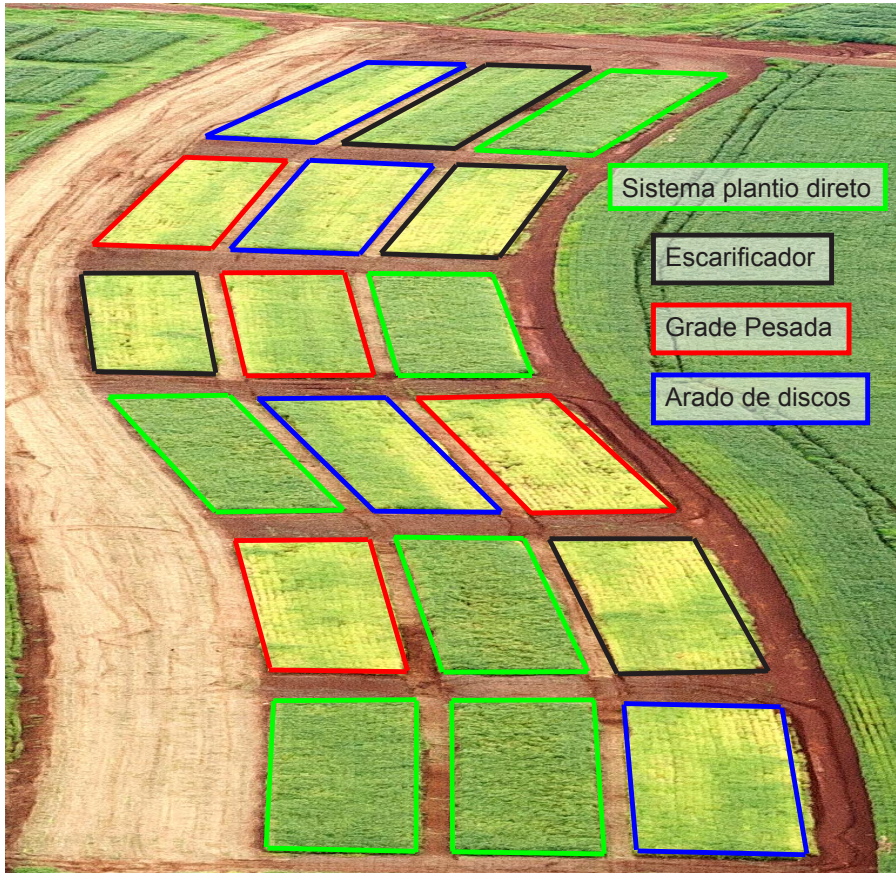 Sistema plantio direto
Escarificador
Grade Pesada
Arado de discos